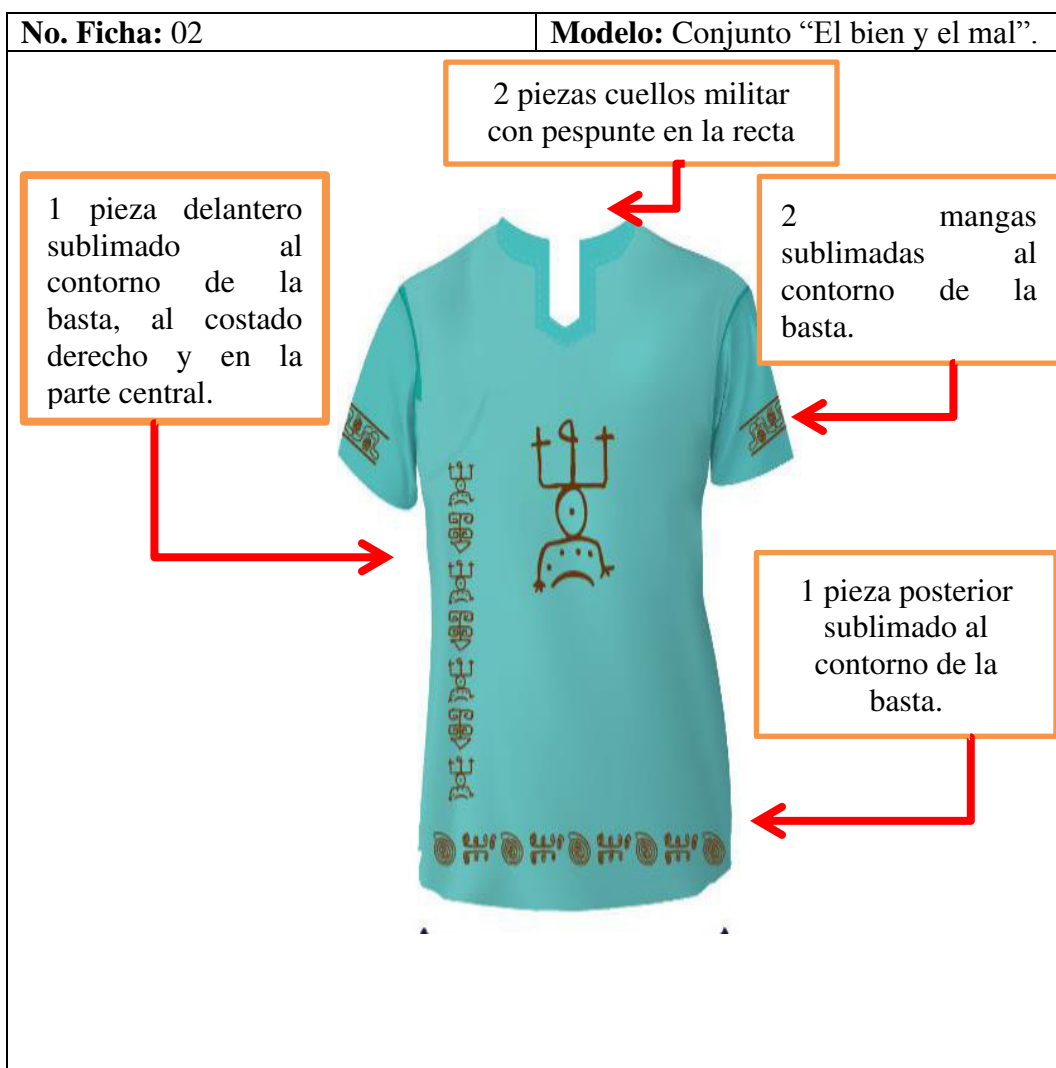 No. Ficha: 02
Modelo: Conjunto “El bien y el mal”.
2 piezas cuellos militar
con pespunte en la recta
1 pieza delantero
sublimado al
contorno de la
basta, al costado
derecho y en la
parte central.
2 mangas
sublimadas al
contorno de la
basta.
1 pieza posterior
sublimado al
contorno de la
basta.